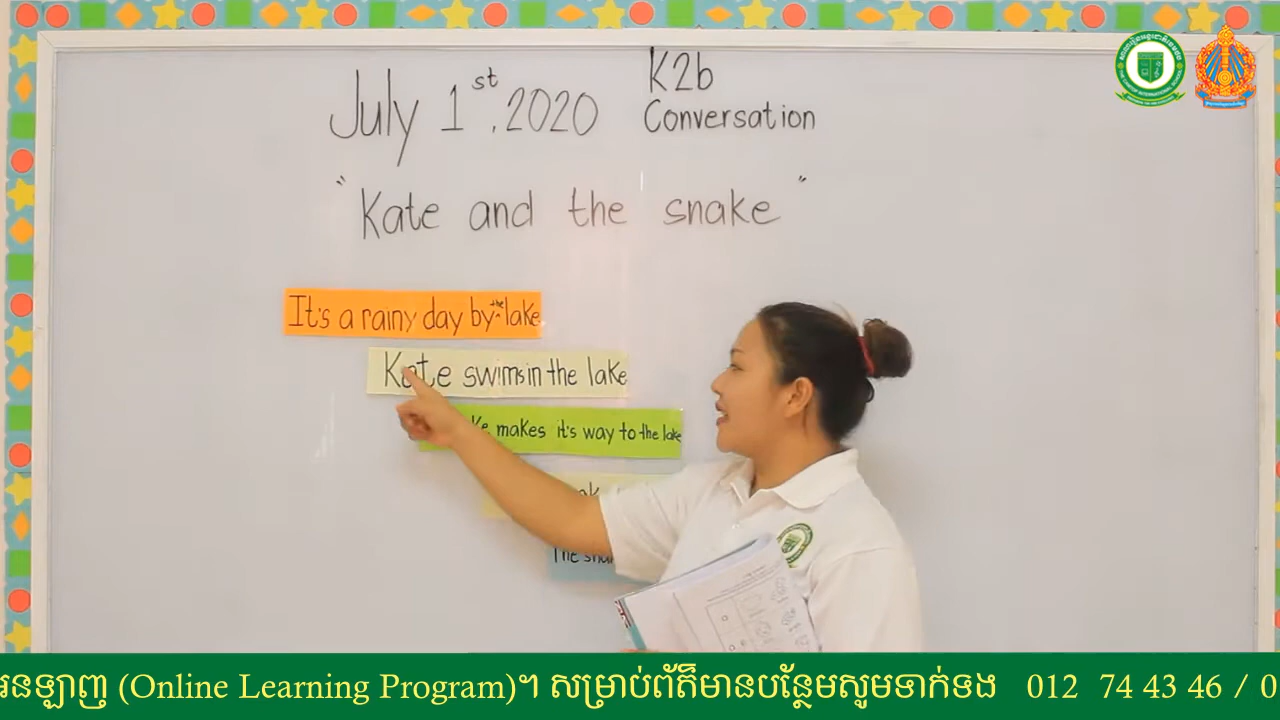 July 1st, 2020
K2b
Conversation
"Kate and the snake"
It's a rainy day by the lake
Kate swims in the lake
makes it's way to the lake
The
រនឡាញ (Online Learning Program)។ សម្រាប់ព័ត៌មានបន្ថែមសូមទាក់ទង 012 74 43 46 / 0